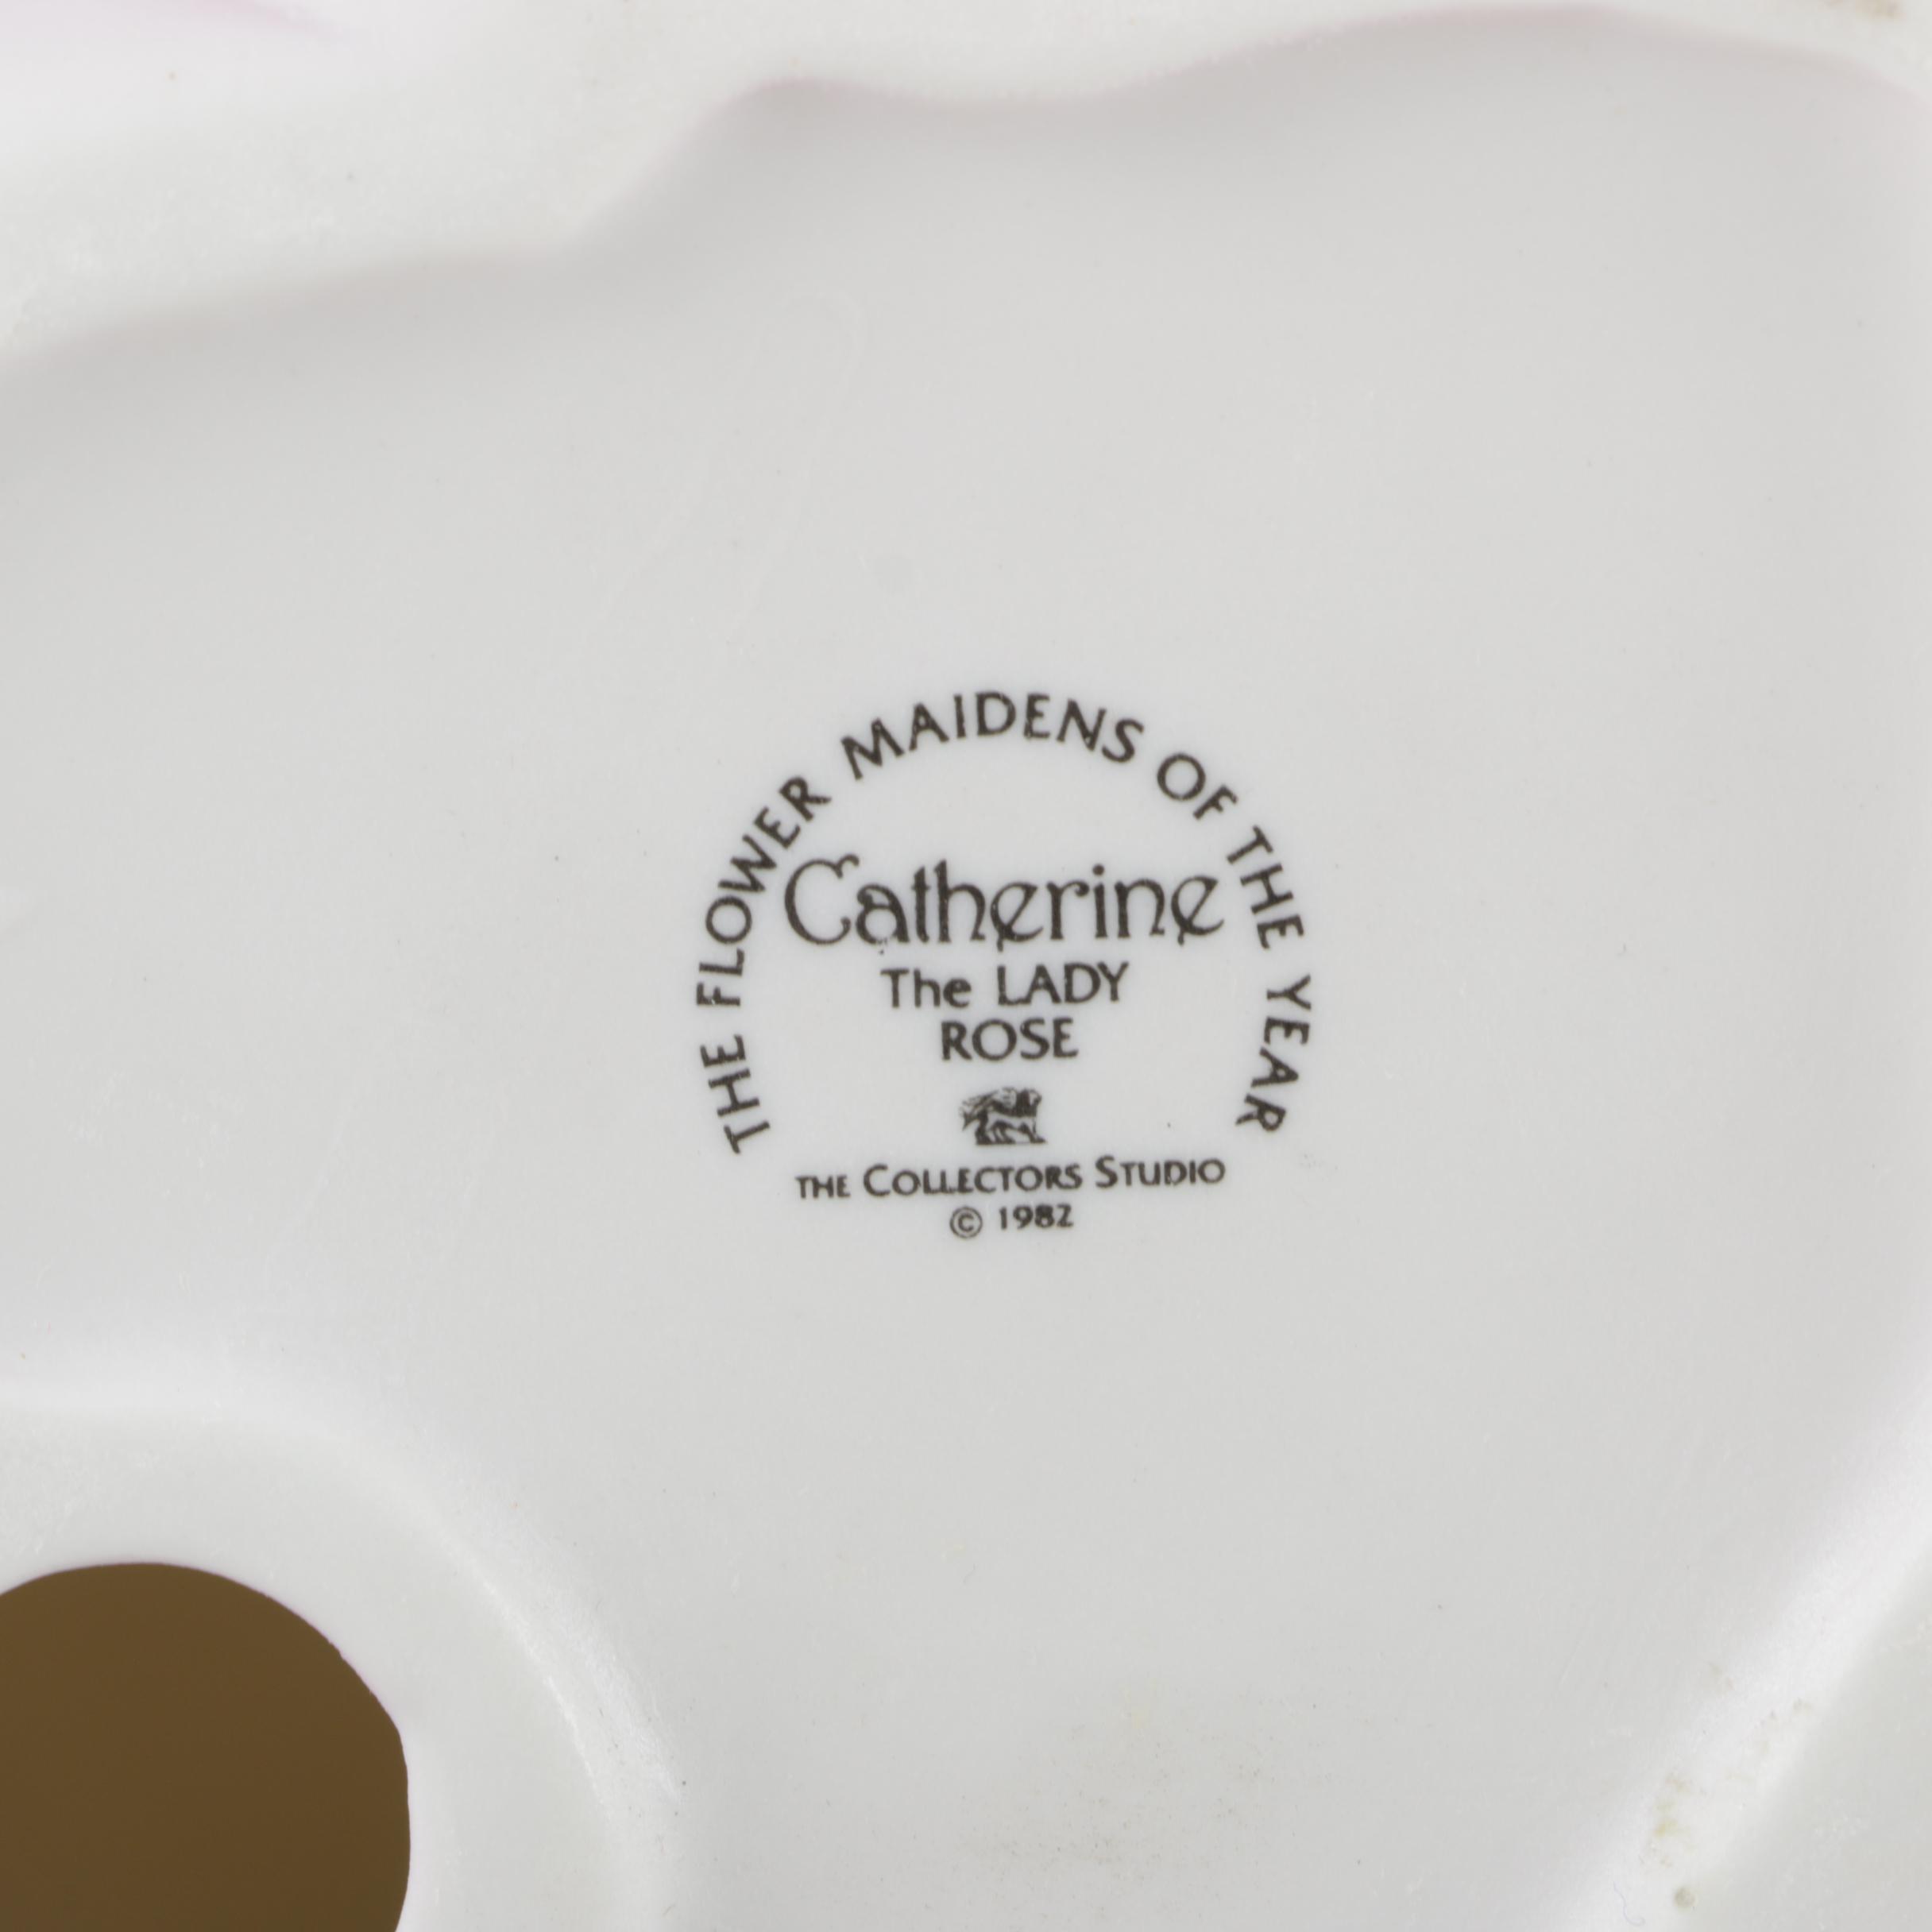 THE FLOWER MAIDENS OF THE YEAR
Catherine
The LADY
ROSE
THE COLLECTORS STUDIO
© 1982